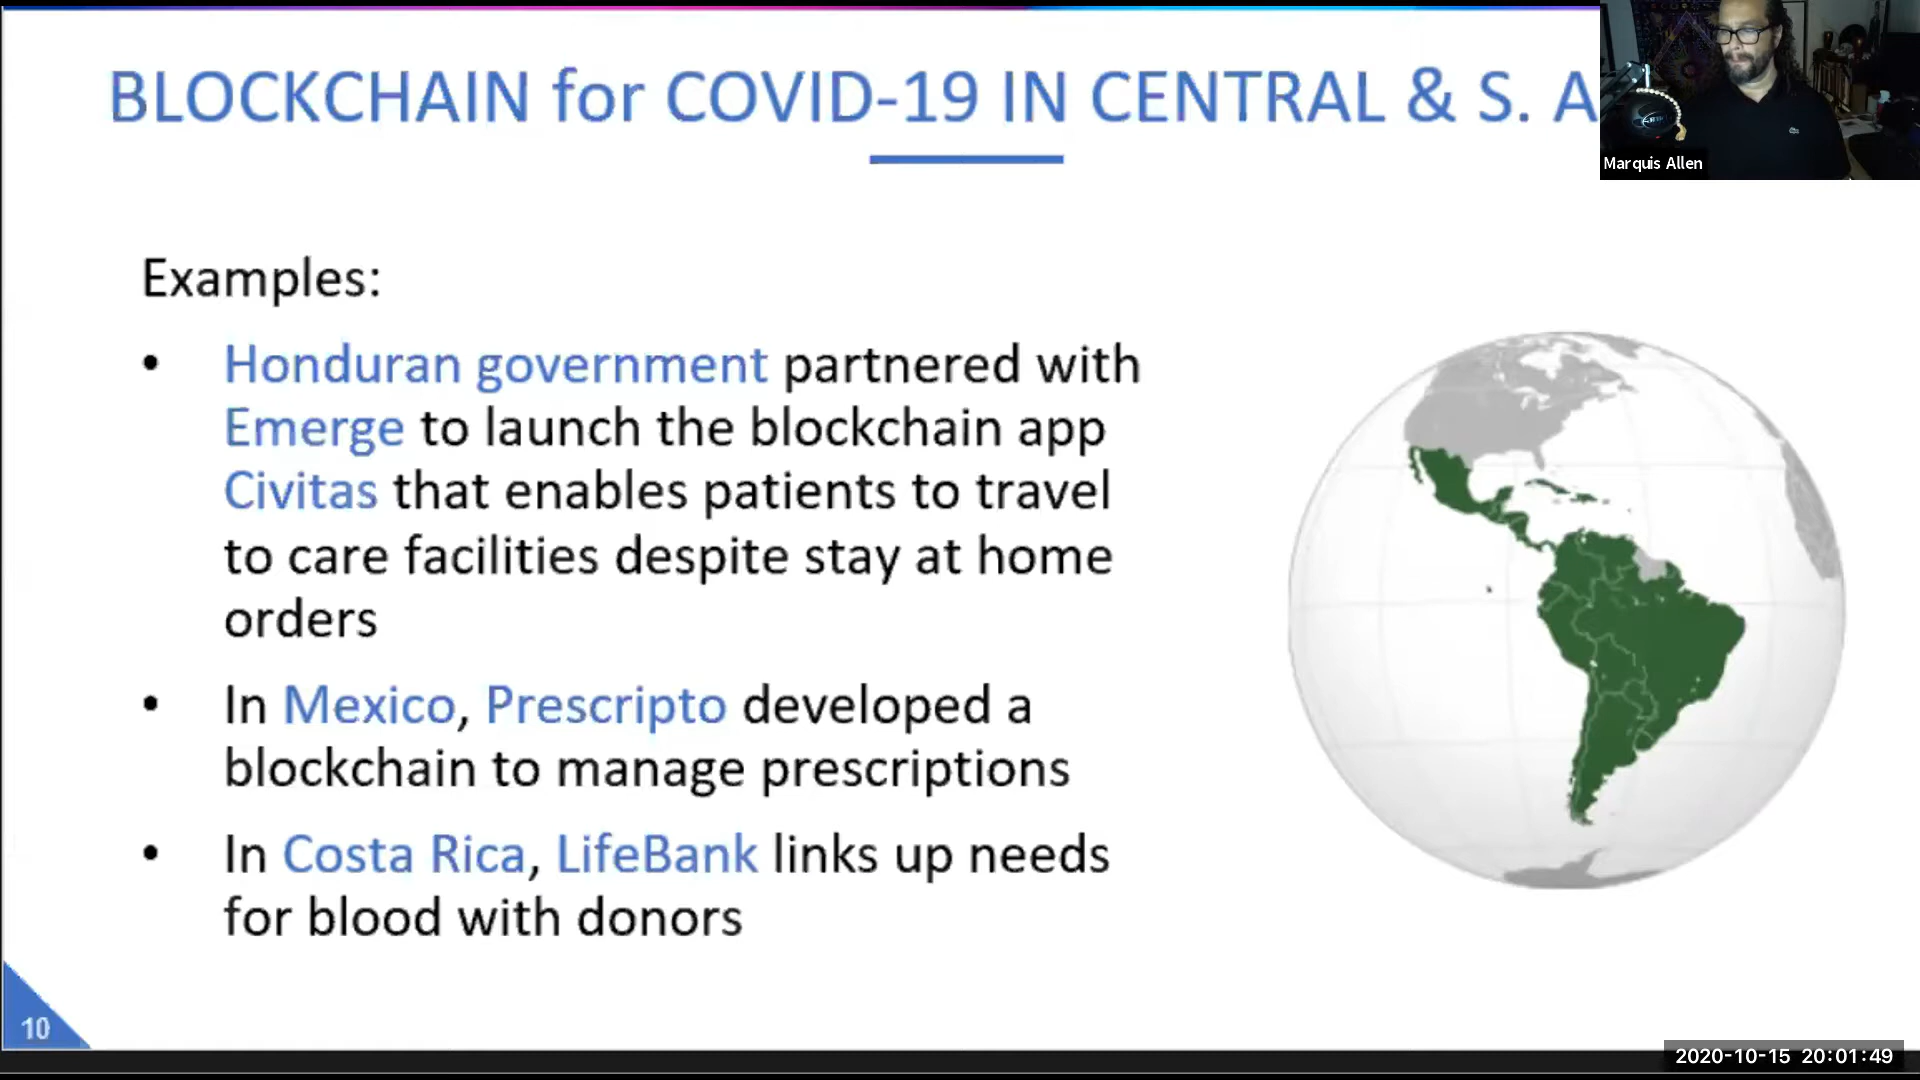 BLOCKCHAIN for COVID-19 IN CENTRAL & S. A
Marquis Allen
Examples:
• Honduran government partnered with
Emerge to launch the blockchain app
Civitas that enables patients to travel
to care facilities despite stay at home
orders
• In Mexico, Prescripto developed a
blockchain to manage prescriptions
• In Costa Rica, LifeBank links up needs
for blood with donors
10
2020-10-15 20:01:49